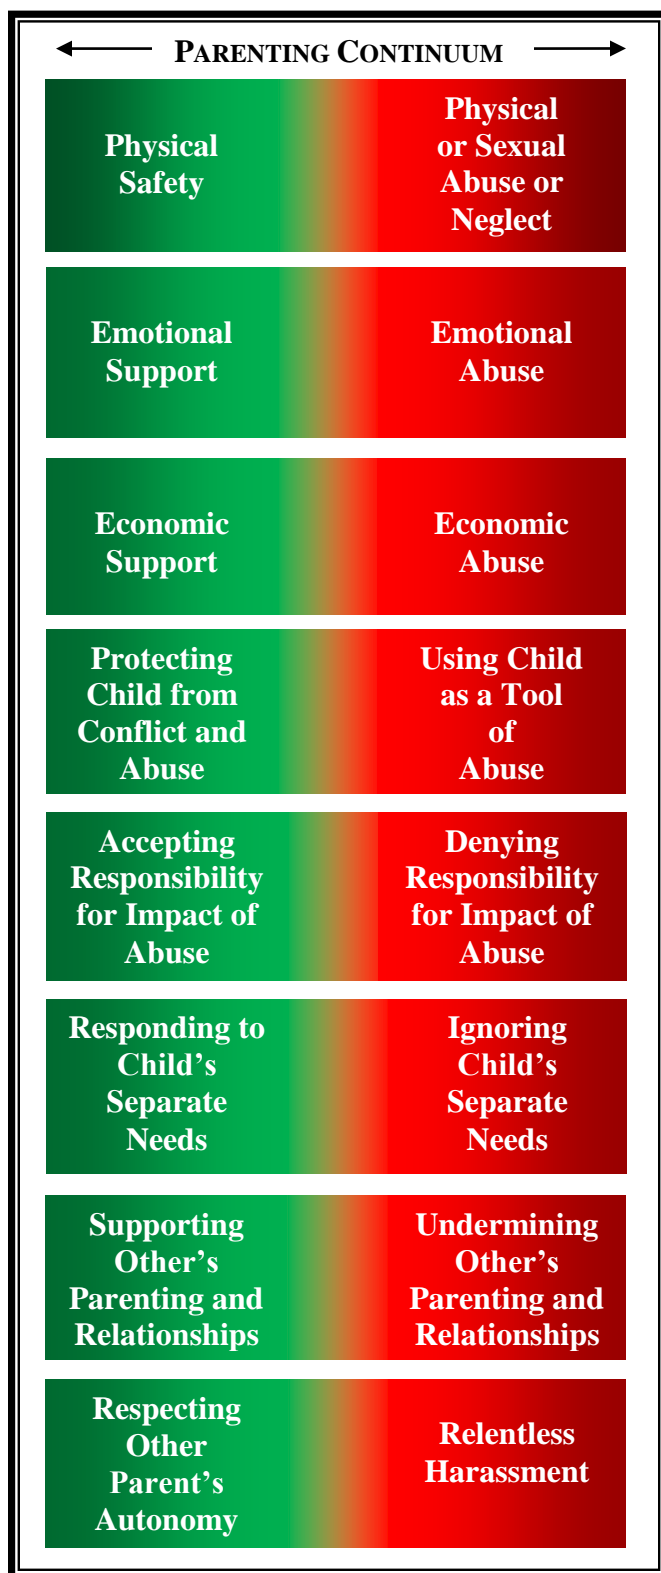 PARENTING CONTINUUM
Physical
Safety
Physical
or Sexual
Abuse or
Neglect
Emotional
Support
Emotional
Abuse
Economic
Support
Economic
Abuse
Protecting
Child from
Conflict and
Abuse
Using Child
as a Tool
of
Abuse
Accepting
Responsibility
for Impact of
Abuse
Denying
Responsibility
for Impact of
Abuse
Responding to
Child’s
Separate
Needs
Ignoring
Child’s
Separate
Needs
Supporting
Other’s
Parenting and
Relationships
Undermining
Other’s
Parenting and
Relationships
Respecting
Other
Parent’s
Autonomy
Relentless
Harassment